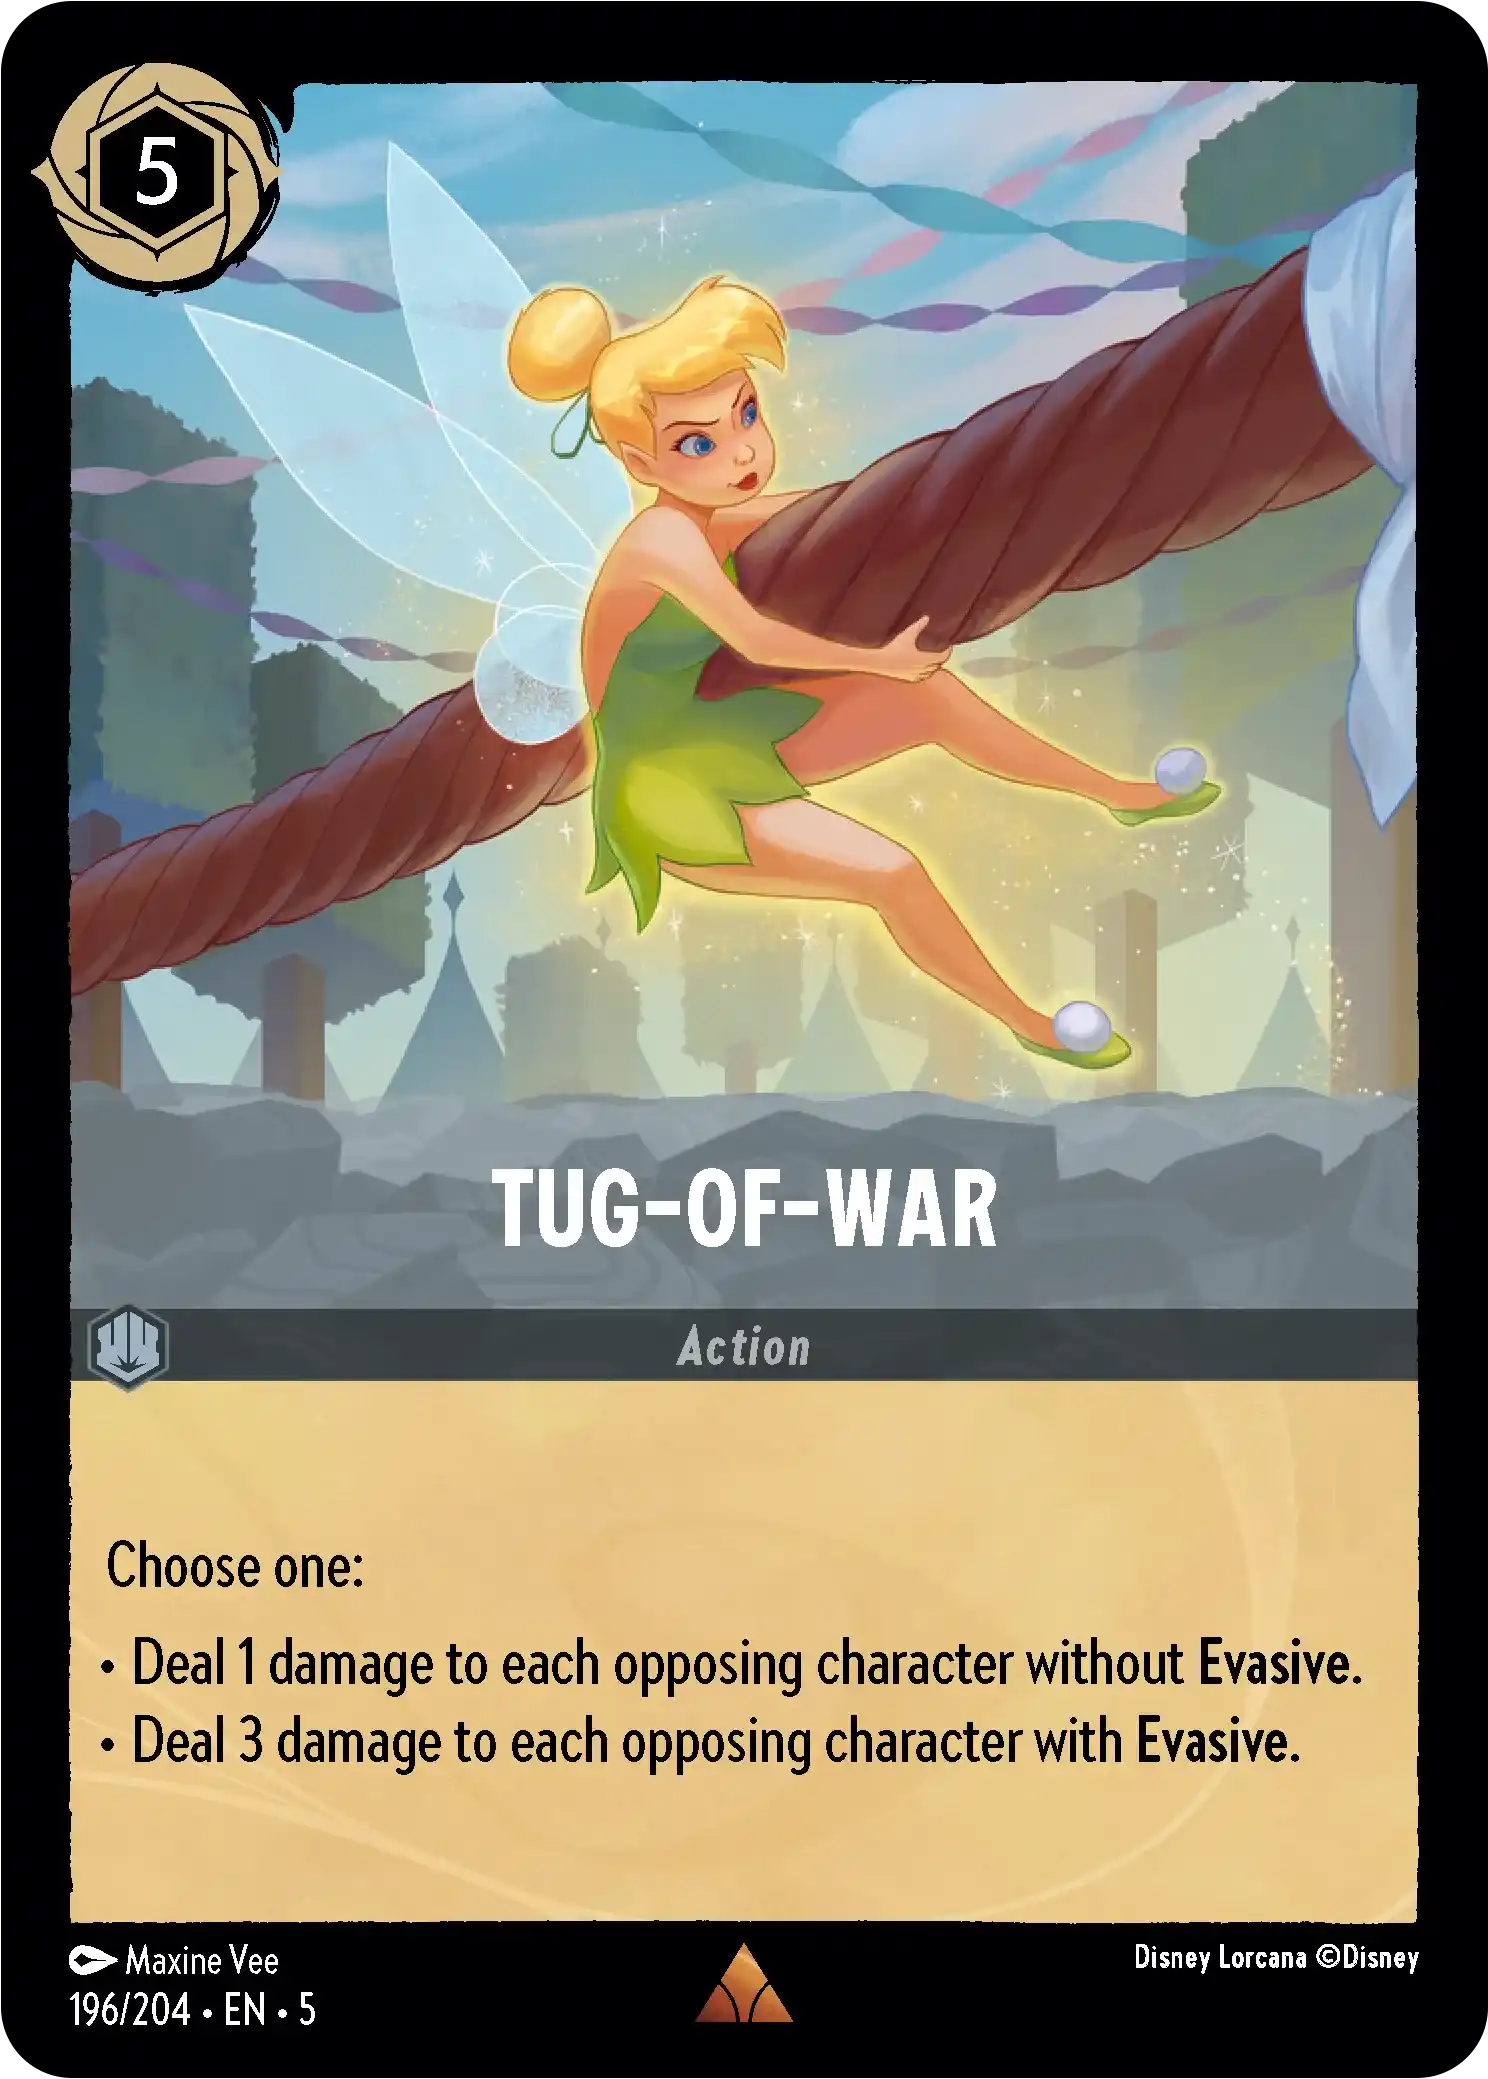 5
TUG-OF-WAR
Action
Choose one:
• Deal 1 damage to each opposing character without Evasive.
• Deal 3 damage to each opposing character with Evasive.
Maxine Vee
Disney Lorcana ©Disney
196/204 • EN • 5